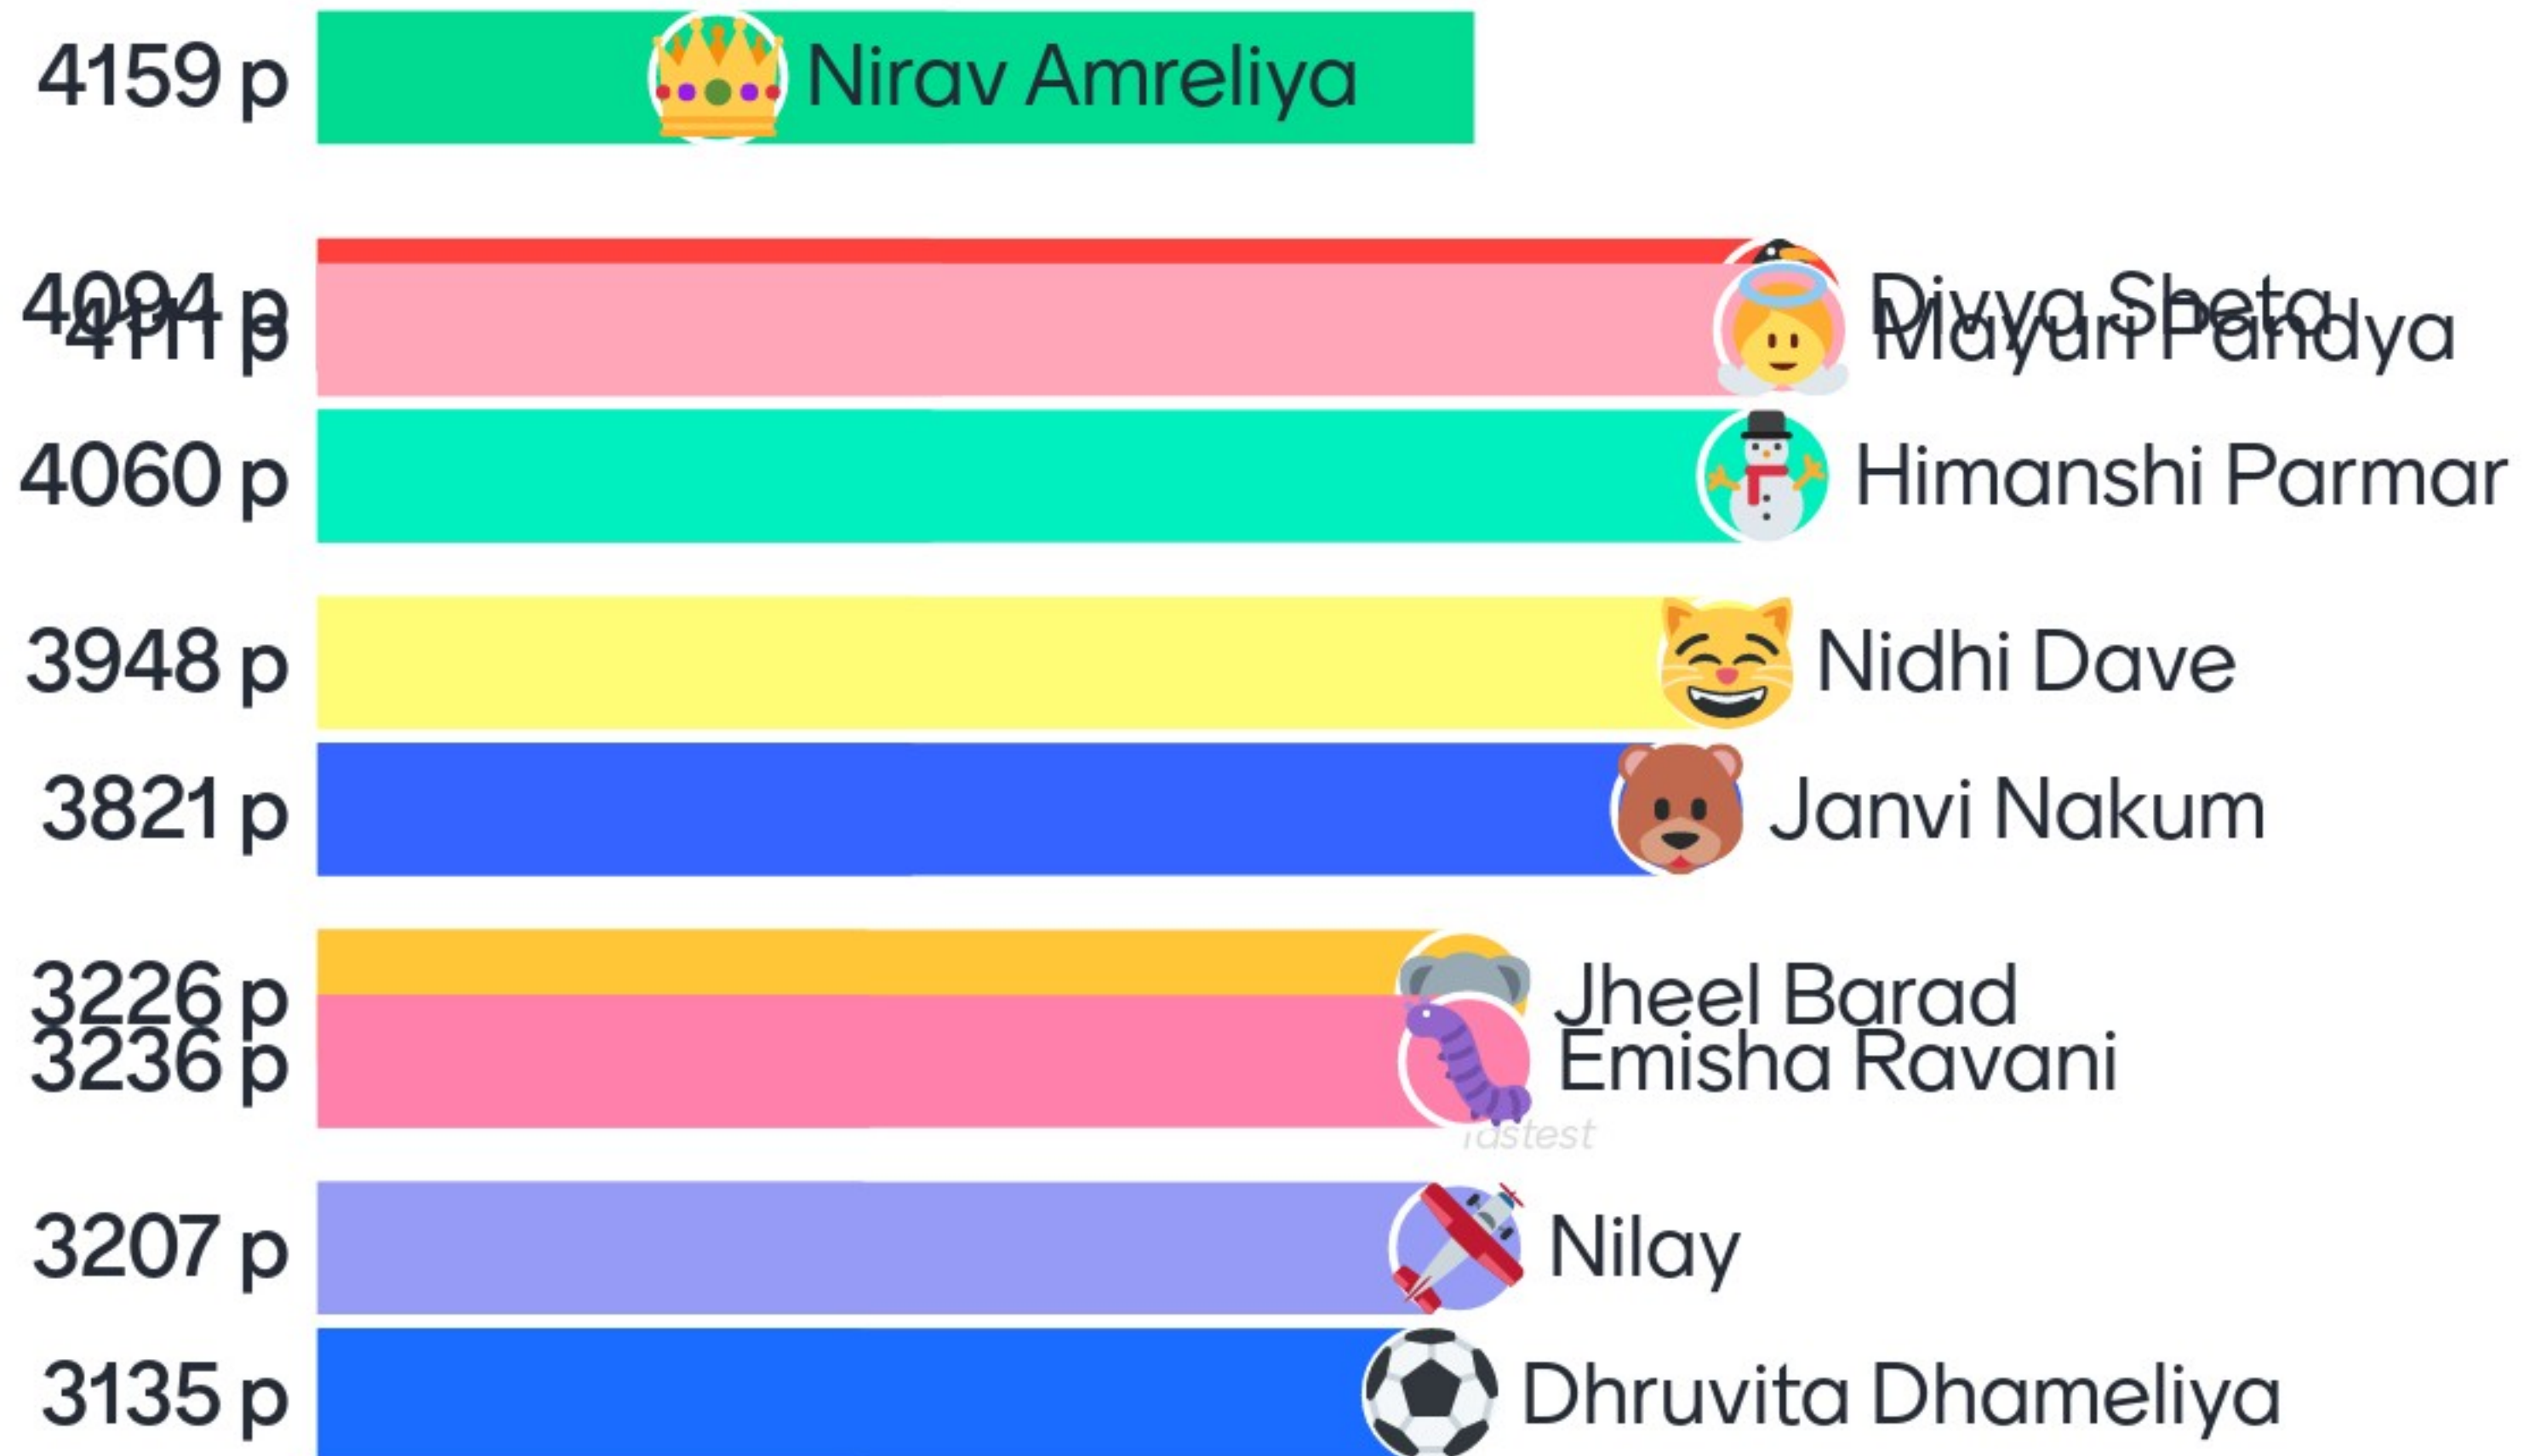 4159 p Nirav Amreliya
4094 p Divya Sheta
4111 p Mayuri Pandya
4060 p Himanshi Parmar
3948 p Nidhi Dave
3821 p Janvi Nakum
3226 p Jheel Barad
3236 p Emisha Ravani
fastest
3207 p Nilay
3135 p Dhruvita Dhameliya